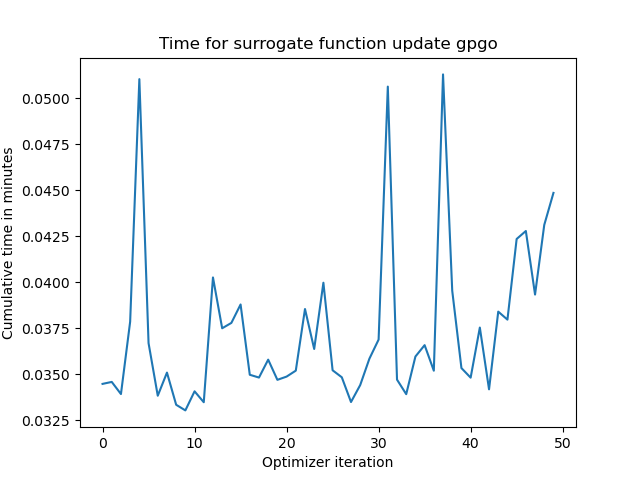 Time for surrogate function update gpgo
Cumulative time in minutes
0.0500
0.0475
0.0450
0.0425
0.0400
0.0375
0.0350
0.0325
0 10 20 30 40 50
Optimizer iteration